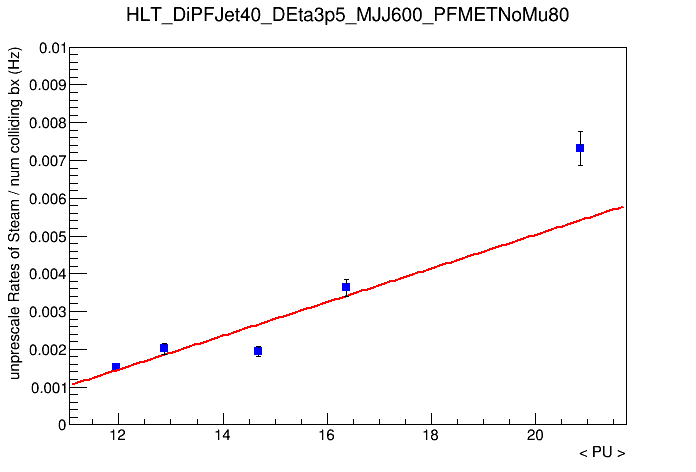 HLT_DiPFJet40_DEta3p5_MJJ600_PFMETNoMu80
unprescale Rates of Steam / num colliding bx (Hz)
0.01
0.009
0.008
0.007
0.006
0.005
0.004
0.003
0.002
0.001
0
12 14 16 18 20
< PU >